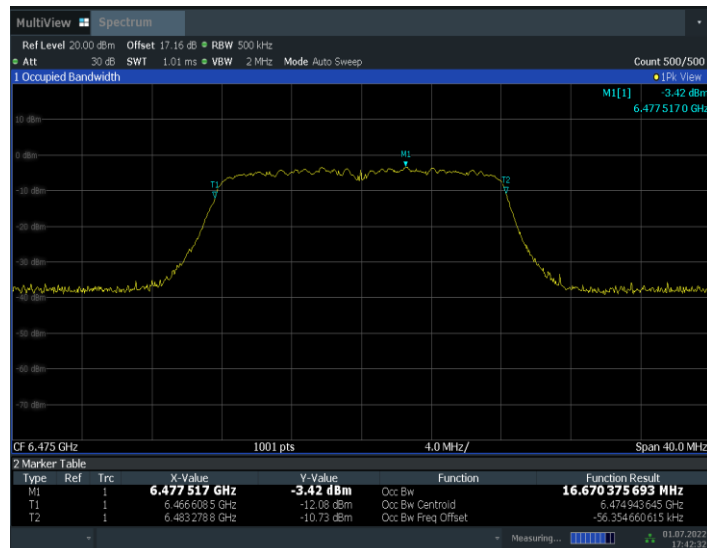 MultiView Spectrum
Ref Level 20.00 dBm Offset 17.16 dB RBW 500 kHz
Att 30 dB SWT 1.01 ms VBW 2 MHz Mode Auto Sweep Count 500/500
1 Occupied Bandwidth 1Pk View
M1[1] -3.42 dBm
6.4775170 GHz
10 dBm
0 dBm
M1
T1
T2
-10 dBm
-20 dBm
-30 dBm
-40 dBm
-50 dBm
-60 dBm
-70 dBm
CF 6.475 GHz 1001 pts 4.0 MHz/ Span 40.0 MHz
2 Marker Table
Type Ref Trc X-Value Y-Value Function Function Result
M1 1 6.477 517 GHz -3.42 dBm Occ Bw 16.670 375 693 MHz
T1 1 6.466 608 5 GHz -12.08 dBm Occ Bw Centroid 6.474 943 645 GHz
T2 1 6.483 278 8 GHz -10.73 dBm Occ Bw Freq Offset -56.354 660 615 kHz
Measuring... 01.07.2022
17:42:32